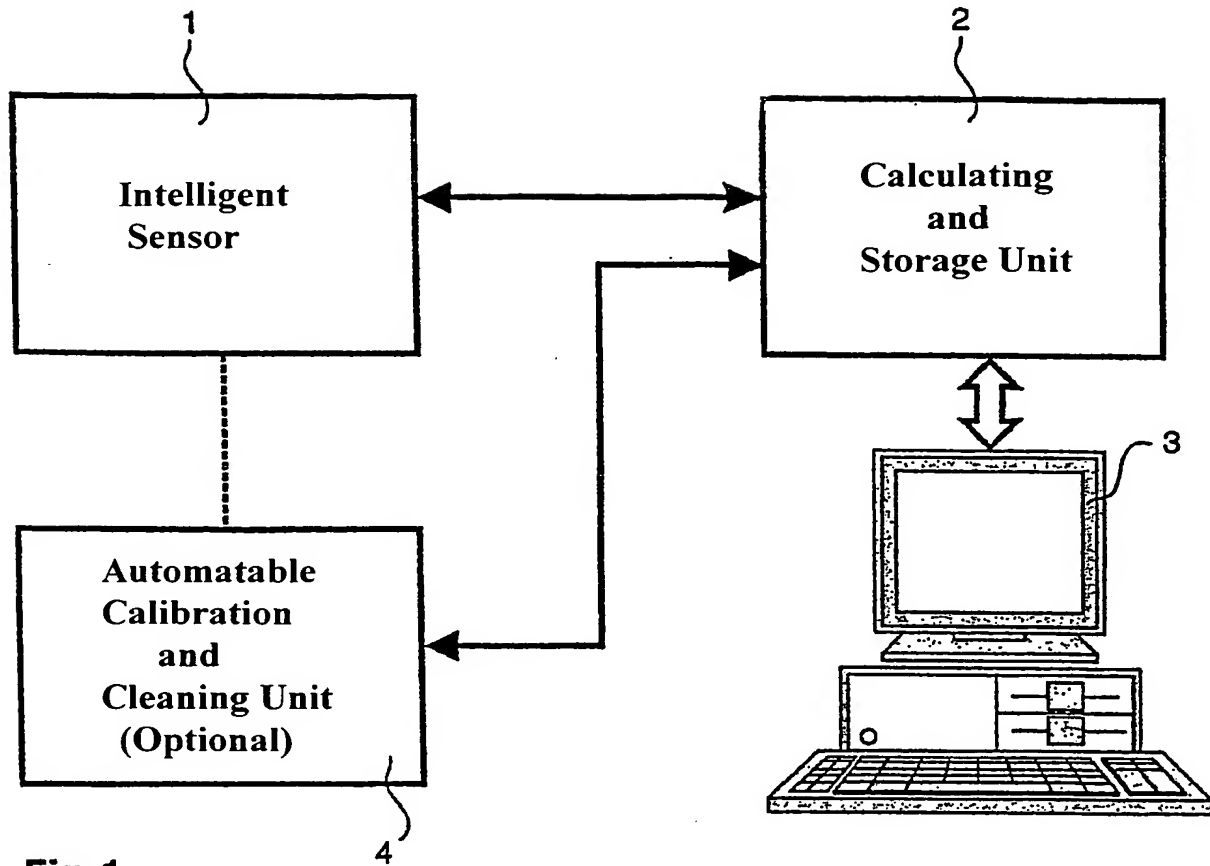 1
2
Intelligent
Sensor
Calculating
and
Storage Unit
3
Automatable
Calibration
and
Cleaning Unit
(Optional)
4
Fig. 1